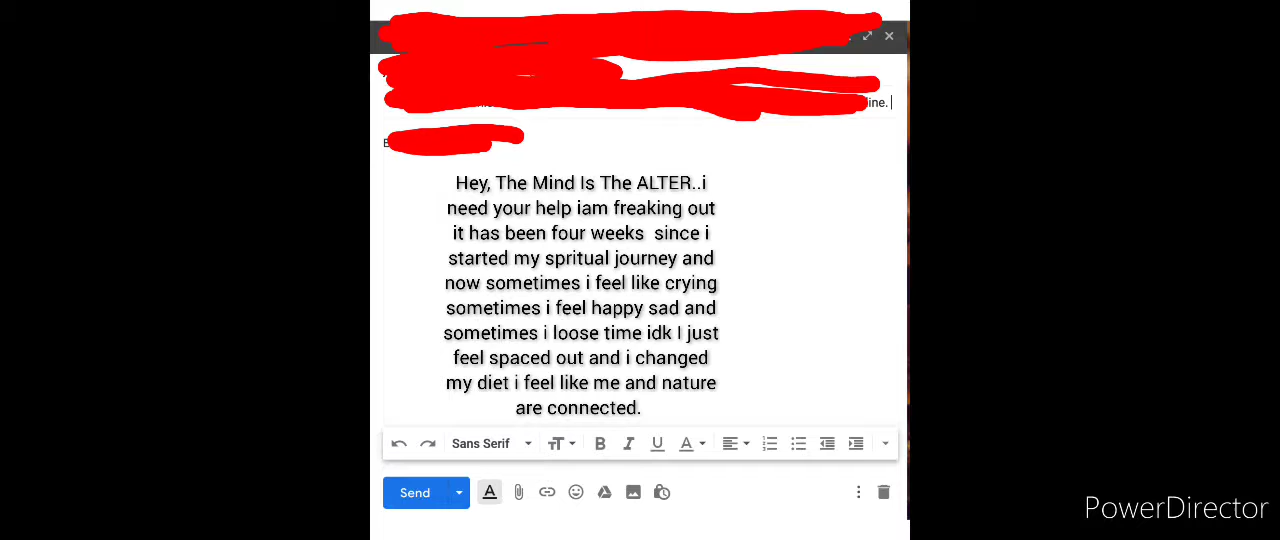 ine.
Hey, The Mind Is The ALTER..i
need your help iam freaking out
it has been four weeks since i
started my spritual journey and
now sometimes i feel like crying
sometimes i feel happy sad and
sometimes i loose time idk I just
feel spaced out and i changed
my diet i feel like me and nature
are connected.
Sans Serif
Send
PowerDirector